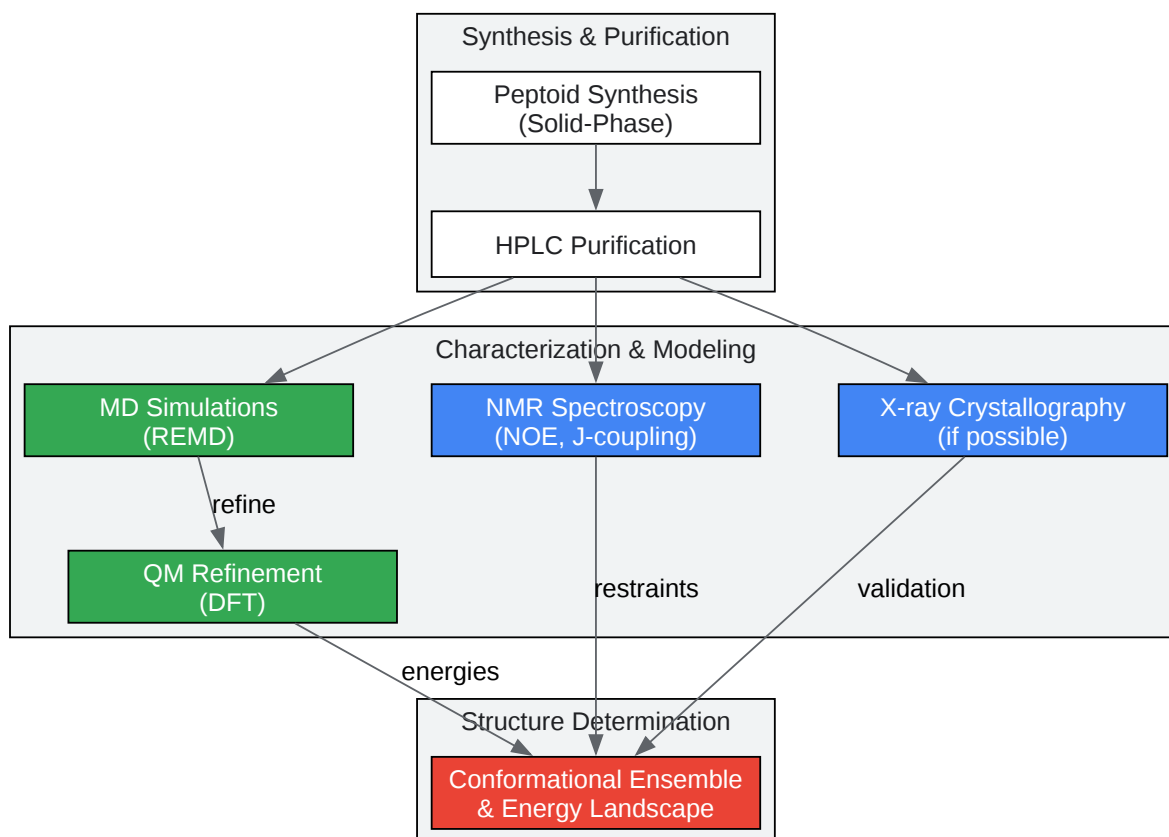 Synthesis & Purification
Peptoid Synthesis
(Solid-Phase)
HPLC Purification
Characterization & Modeling
MD Simulations
(REMD)
NMR Spectroscopy
(NOE, J-coupling)
X-ray Crystallography
(if possible)
refine
QM Refinement
(DFT)
restraints
validation
energies
Structure Determination
Conformational Ensemble
& Energy Landscape